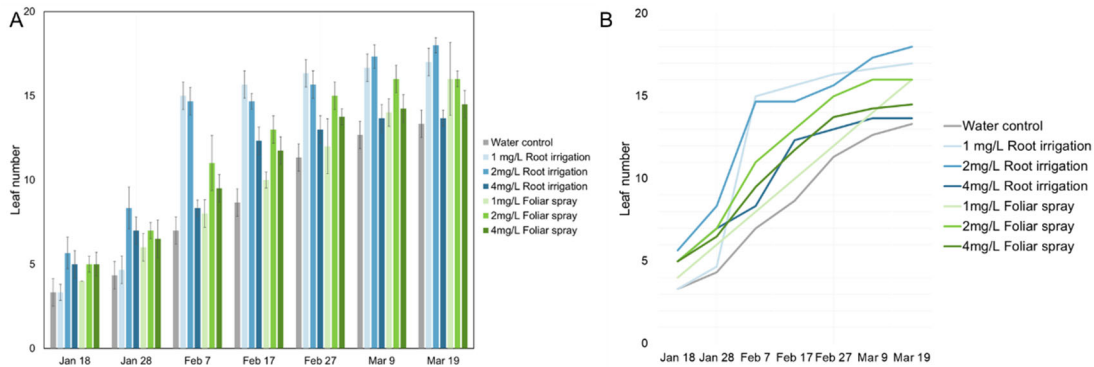 A
20
15
10
5
0
Leaf number
Jan 18 Jan 28 Feb 7 Feb 17 Feb 27 Mar 9 Mar 19
Water control
1 mg/L Root irrigation
2mg/L Root irrigation
4mg/L Root irrigation
1mg/L Foliar spray
2mg/L Foliar spray
4mg/L Foliar spray
B
20
15
10
5
0
Leaf number
Jan 18 Jan 28 Feb 7 Feb 17 Feb 27 Mar 9 Mar 19
Water control
1 mg/L Root irrigation
2mg/L Root irrigation
4mg/L Root irrigation
1mg/L Foliar spray
2mg/L Foliar spray
4mg/L Foliar spray